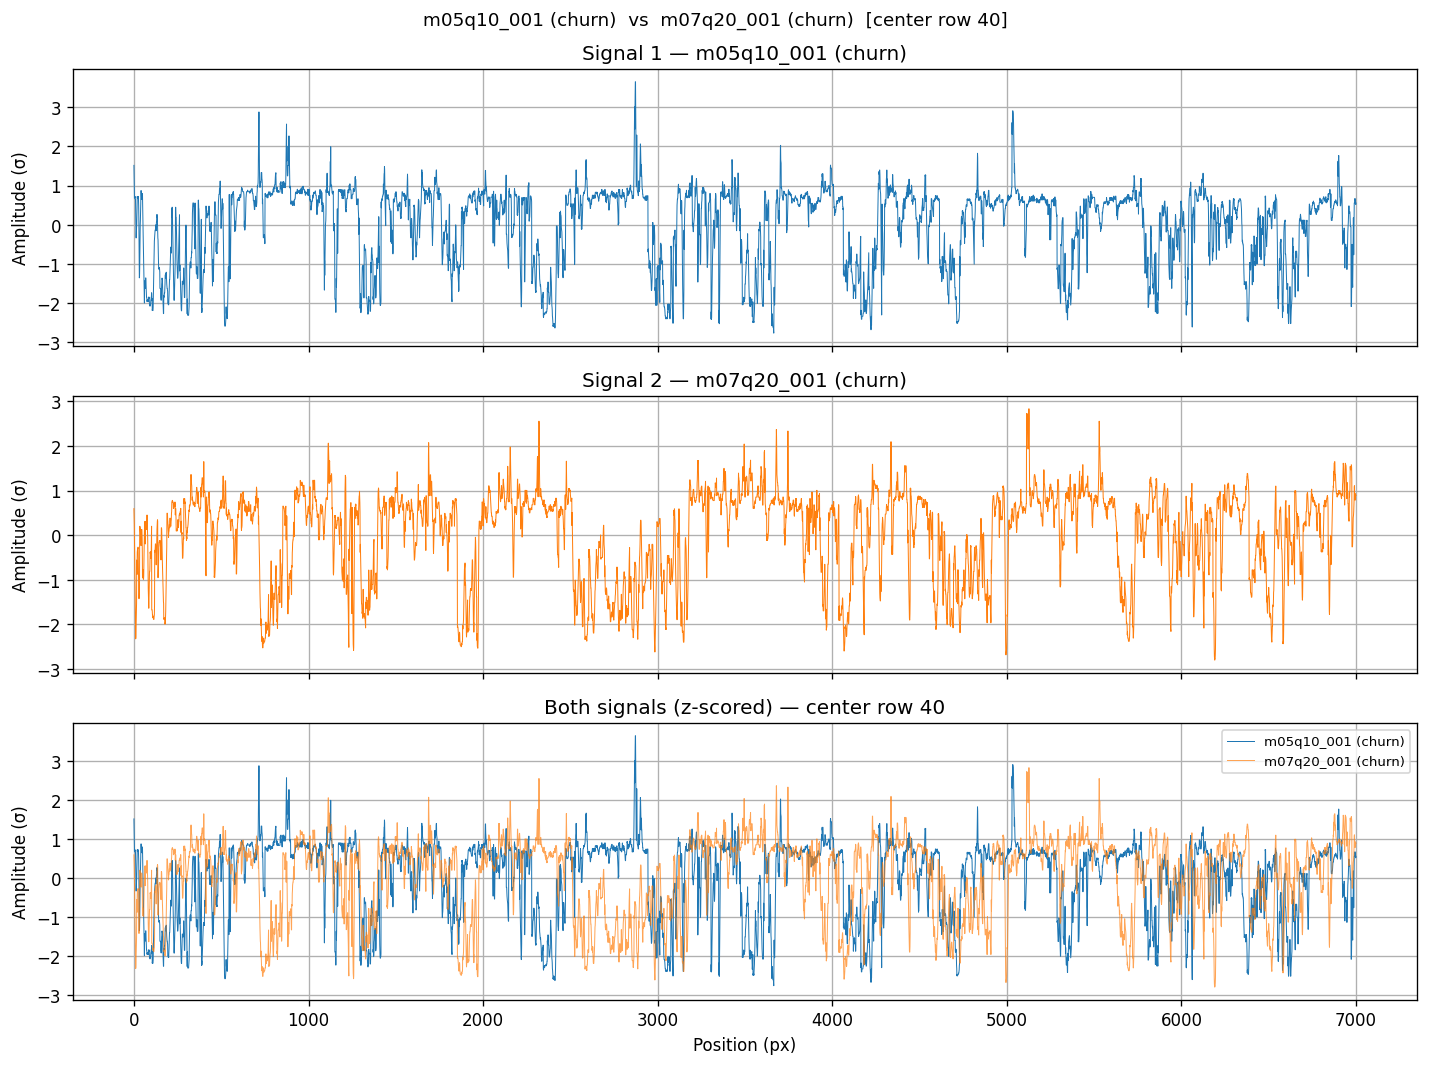 m05q10_001 (churn)  vs  m07q20_001 (churn)  [center row 40]
Signal 1 — m05q10_001 (churn)
Amplitude (σ)
3
2
1
0
−1
−2
−3
Signal 2 — m07q20_001 (churn)
Amplitude (σ)
3
2
1
0
−1
−2
−3
Both signals (z-scored) — center row 40
Amplitude (σ)
3
2
1
0
−1
−2
−3
m05q10_001 (churn)
m07q20_001 (churn)
0 1000 2000 3000 4000 5000 6000 7000
Position (px)